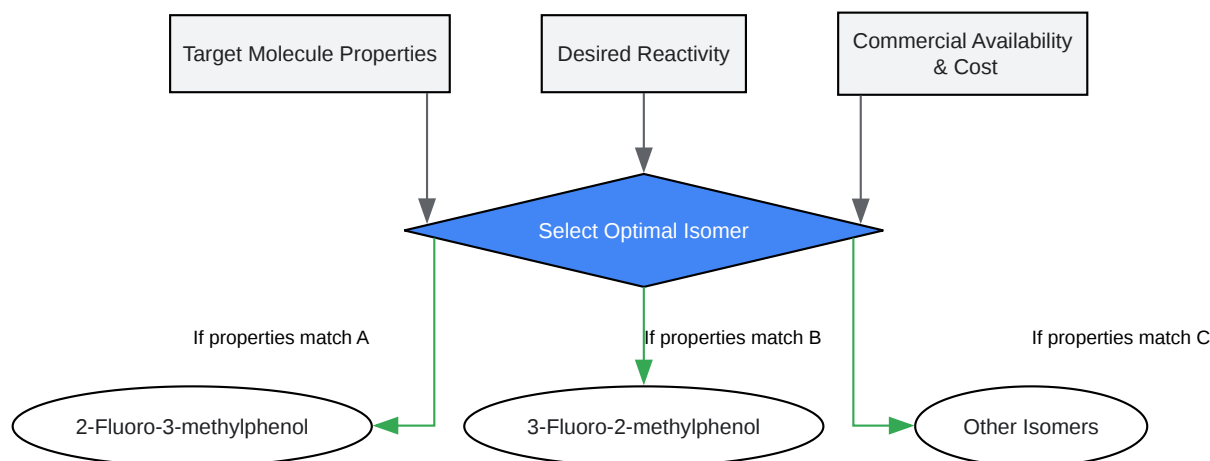 Target Molecule Properties
Desired Reactivity
Commercial Availability
& Cost
Select Optimal Isomer
If properties match A
If properties match B
If properties match C
2-Fluoro-3-methylphenol
3-Fluoro-2-methylphenol
Other Isomers